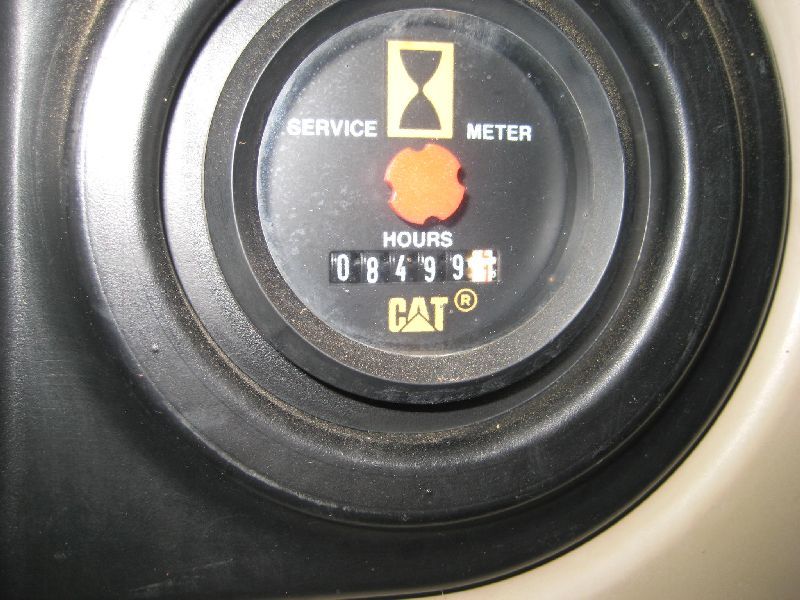 SERVICE METER
HOURS
08499
CAT ®